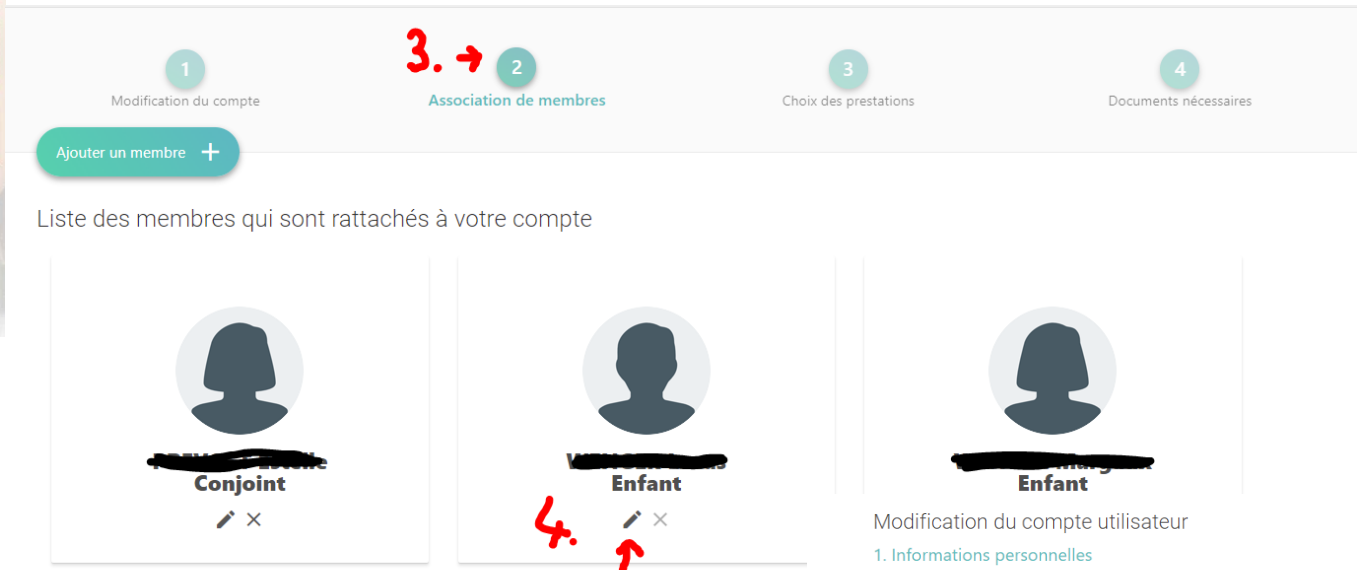 3. →
1
2
3
4
Modification du compte
Association de membres
Choix des prestations
Documents nécessaires
Ajouter un membre +
Liste des membres qui sont rattachés à votre compte
Conjoint
Enfant
Enfant
4.
Modification du compte utilisateur
1. Informations personnelles